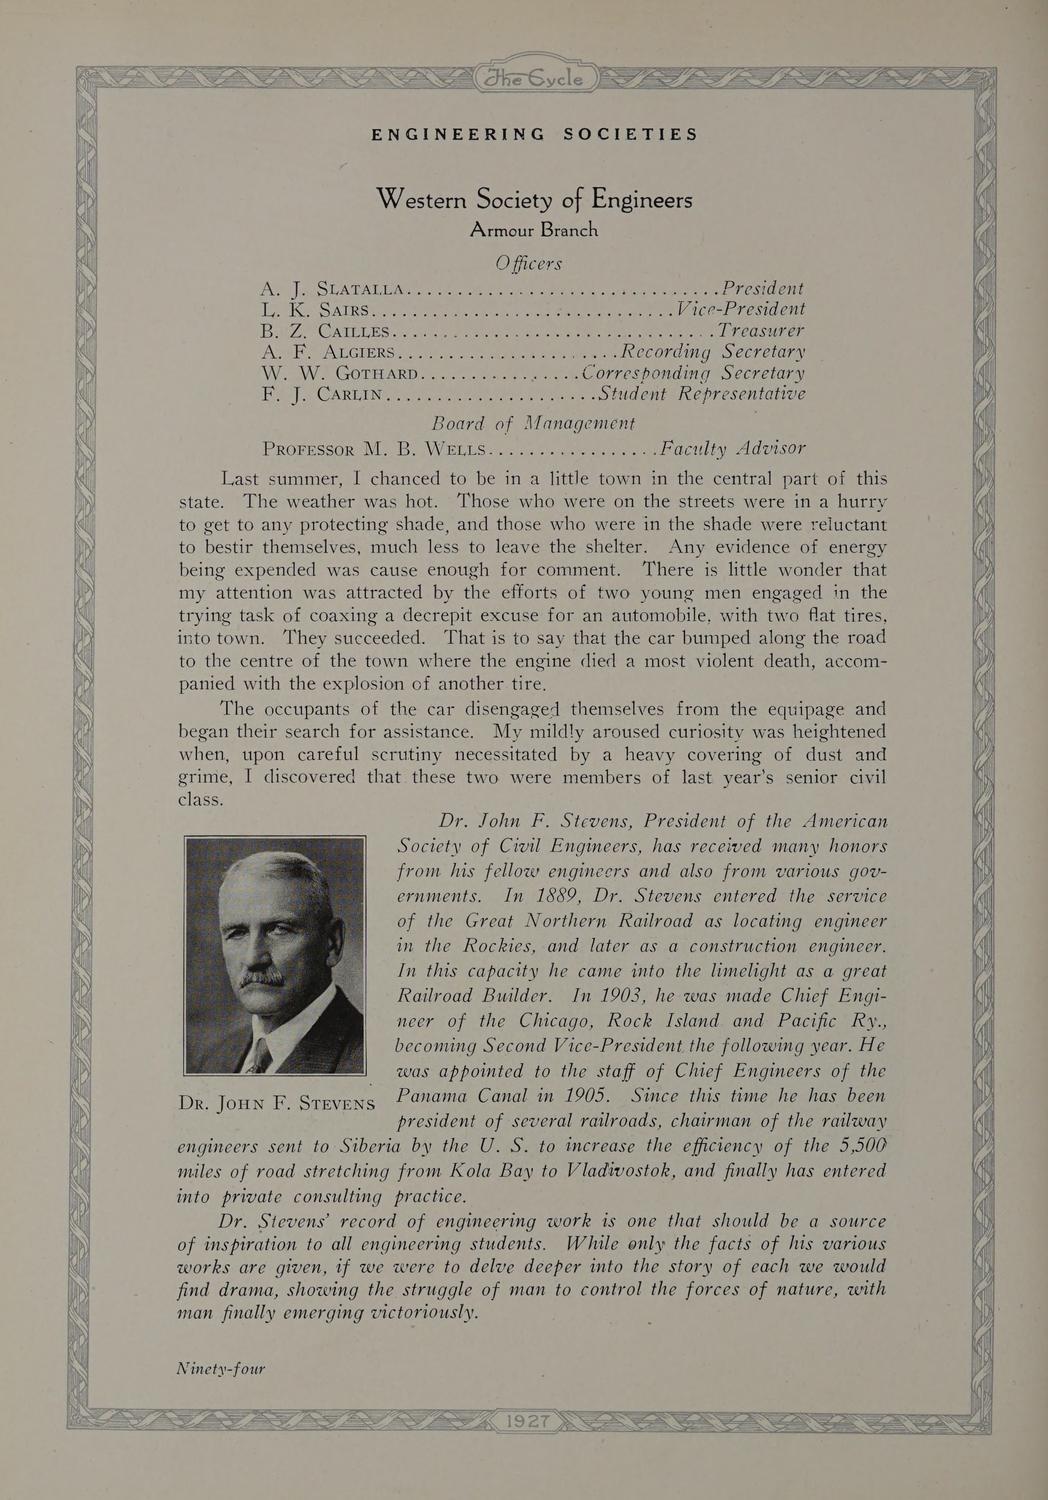 The Cycle
ENGINEERING SOCIETIES
Western Society of Engineers
Armour Branch
Officers
A. J. SLATALLA.................................President
L. K. SAIRS...............................Vice-President
B. Z. CAILLES.................................Treasurer
A. F. ALGIERS.......................Recording Secretary
W. W. GOTHARD.................Corresponding Secretary
F. J. CARLIN......................Student Representative
Board of Management
PROFESSOR M. B. WELLS..................Faculty Advisor
Last summer, I chanced to be in a little town in the central part of this
state. The weather was hot. Those who were on the streets were in a hurry
to get to any protecting shade, and those who were in the shade were reluctant
to bestir themselves, much less to leave the shelter. Any evidence of energy
being expended was cause enough for comment. There is little wonder that
my attention was attracted by the efforts of two young men engaged in the
trying task of coaxing a decrepit excuse for an automobile, with two flat tires,
into town. They succeeded. That is to say that the car bumped along the road
to the centre of the town where the engine died a most violent death, accom-
panied with the explosion of another tire.
The occupants of the car disengaged themselves from the equipage and
began their search for assistance. My mildly aroused curiosity was heightened
when, upon careful scrutiny necessitated by a heavy covering of dust and
grime, I discovered that these two were members of last year's senior civil
class.
Dr. John F. Stevens, President of the American
Society of Civil Engineers, has received many honors
from his fellow engineers and also from various gov-
ernments. In 1889, Dr. Stevens entered the service
of the Great Northern Railroad as locating engineer
in the Rockies, and later as a construction engineer.
In this capacity he came into the limelight as a great
Railroad Builder. In 1903, he was made Chief Engi-
neer of the Chicago, Rock Island and Pacific Ry.,
becoming Second Vice-President the following year. He
was appointed to the staff of Chief Engineers of the
Panama Canal in 1905. Since this time he has been
president of several railroads, chairman of the railway
DR. JOHN F. STEVENS
engineers sent to Siberia by the U. S. to increase the efficiency of the 5,500
miles of road stretching from Kola Bay to Vladivostok, and finally has entered
into private consulting practice.
Dr. Stevens' record of engineering work is one that should be a source
of inspiration to all engineering students. While only the facts of his various
works are given, if we were to delve deeper into the story of each we would
find drama, showing the struggle of man to control the forces of nature, with
man finally emerging victoriously.
Ninety-four
1927